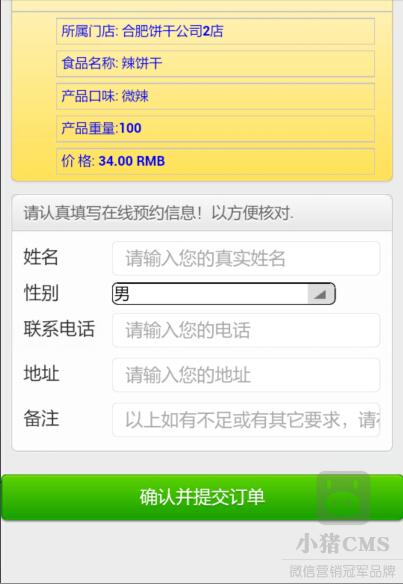 所属门店: 合肥饼干公司2店
食品名称: 辣饼干
产品口味: 微辣
产品重量:100
价 格: 34.00 RMB
请认真填写在线预约信息！以方便核对.
姓名 请输入您的真实姓名
性别 男
联系电话 请输入您的电话
地址 请输入您的地址
备注 以上如有不足或有其它要求，请在
确认并提交订单
小猪CMS
微信营销冠军品牌